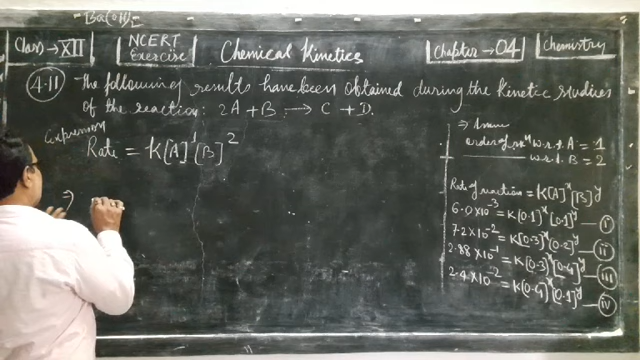 Ba(OH)2
Class → XII
NCERT
Exercise
Chemical Kinetics
Chapter → 04
Chemistry
4.11 The following results have been obtained during the kinetic studies
of the reaction: 2A + B → C + D.
Expression
Rate = K[A]¹[B]²
⇒
⇒ Assume
order of rxn w.r.t. A = 1
w.r.t. B = 2
Rate of reaction = K[A]ˣ[B]ʸ
6.0×10⁻³ = K[0.1]ˣ[0.1]ʸ — (i)
7.2×10⁻² = K[0.3]ˣ[0.2]ʸ — (ii)
2.88×10⁻¹ = K[0.3]ˣ[0.4]ʸ — (iii)
2.4×10⁻² = K[0.4]ˣ[0.1]ʸ — (iv)